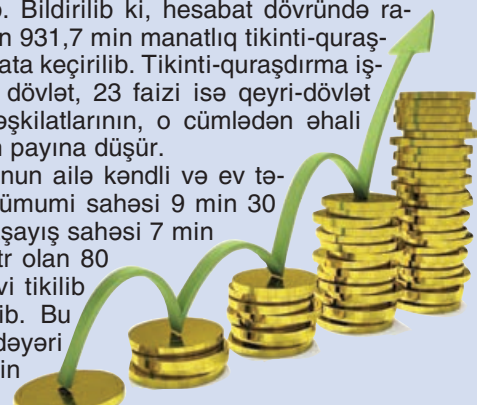 . Bildirilib ki, hesabat dövründə ra-
n 931,7 min manatlıq tikinti-quraş-
ata keçirilib. Tikinti-quraşdırma iş-
dövlət, 23 faizi isə qeyri-dövlət
əşkilatlarının, o cümlədən əhali
payına düşür.
nun ailə kəndli və ev tə-
ümumi sahəsi 9 min 30
şayış sahəsi 7 min
tr olan 80
vi tikilib
ib. Bu
dəyəri
in